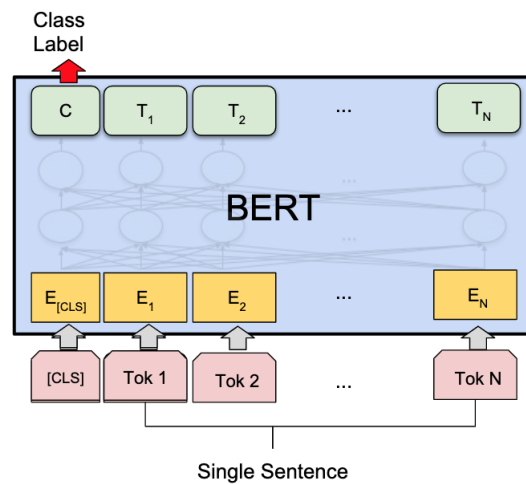 Class
Label
C T1 T2 ... TN
...
BERT
...
E[CLS] E1 E2 ... EN
[CLS] Tok 1 Tok 2 ... Tok N
Single Sentence